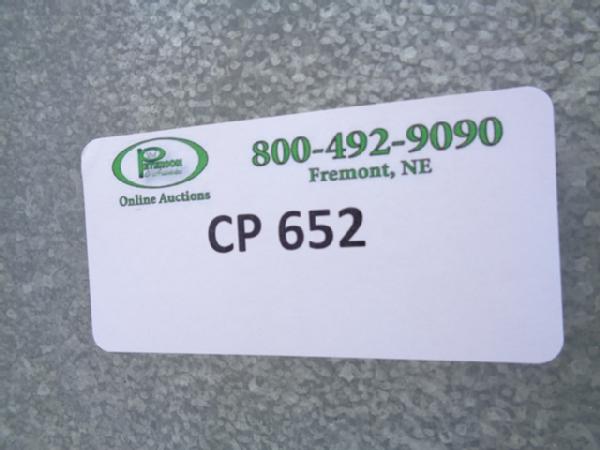 800-492-9090
Fremont, NE
Online Auctions
CP 652